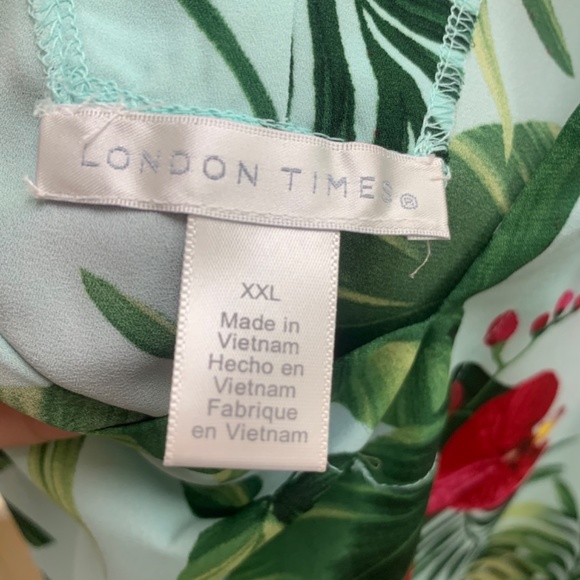 LONDON TIMES®
XXL
Made in
Vietnam
Hecho en
Vietnam
Fabrique
en Vietnam